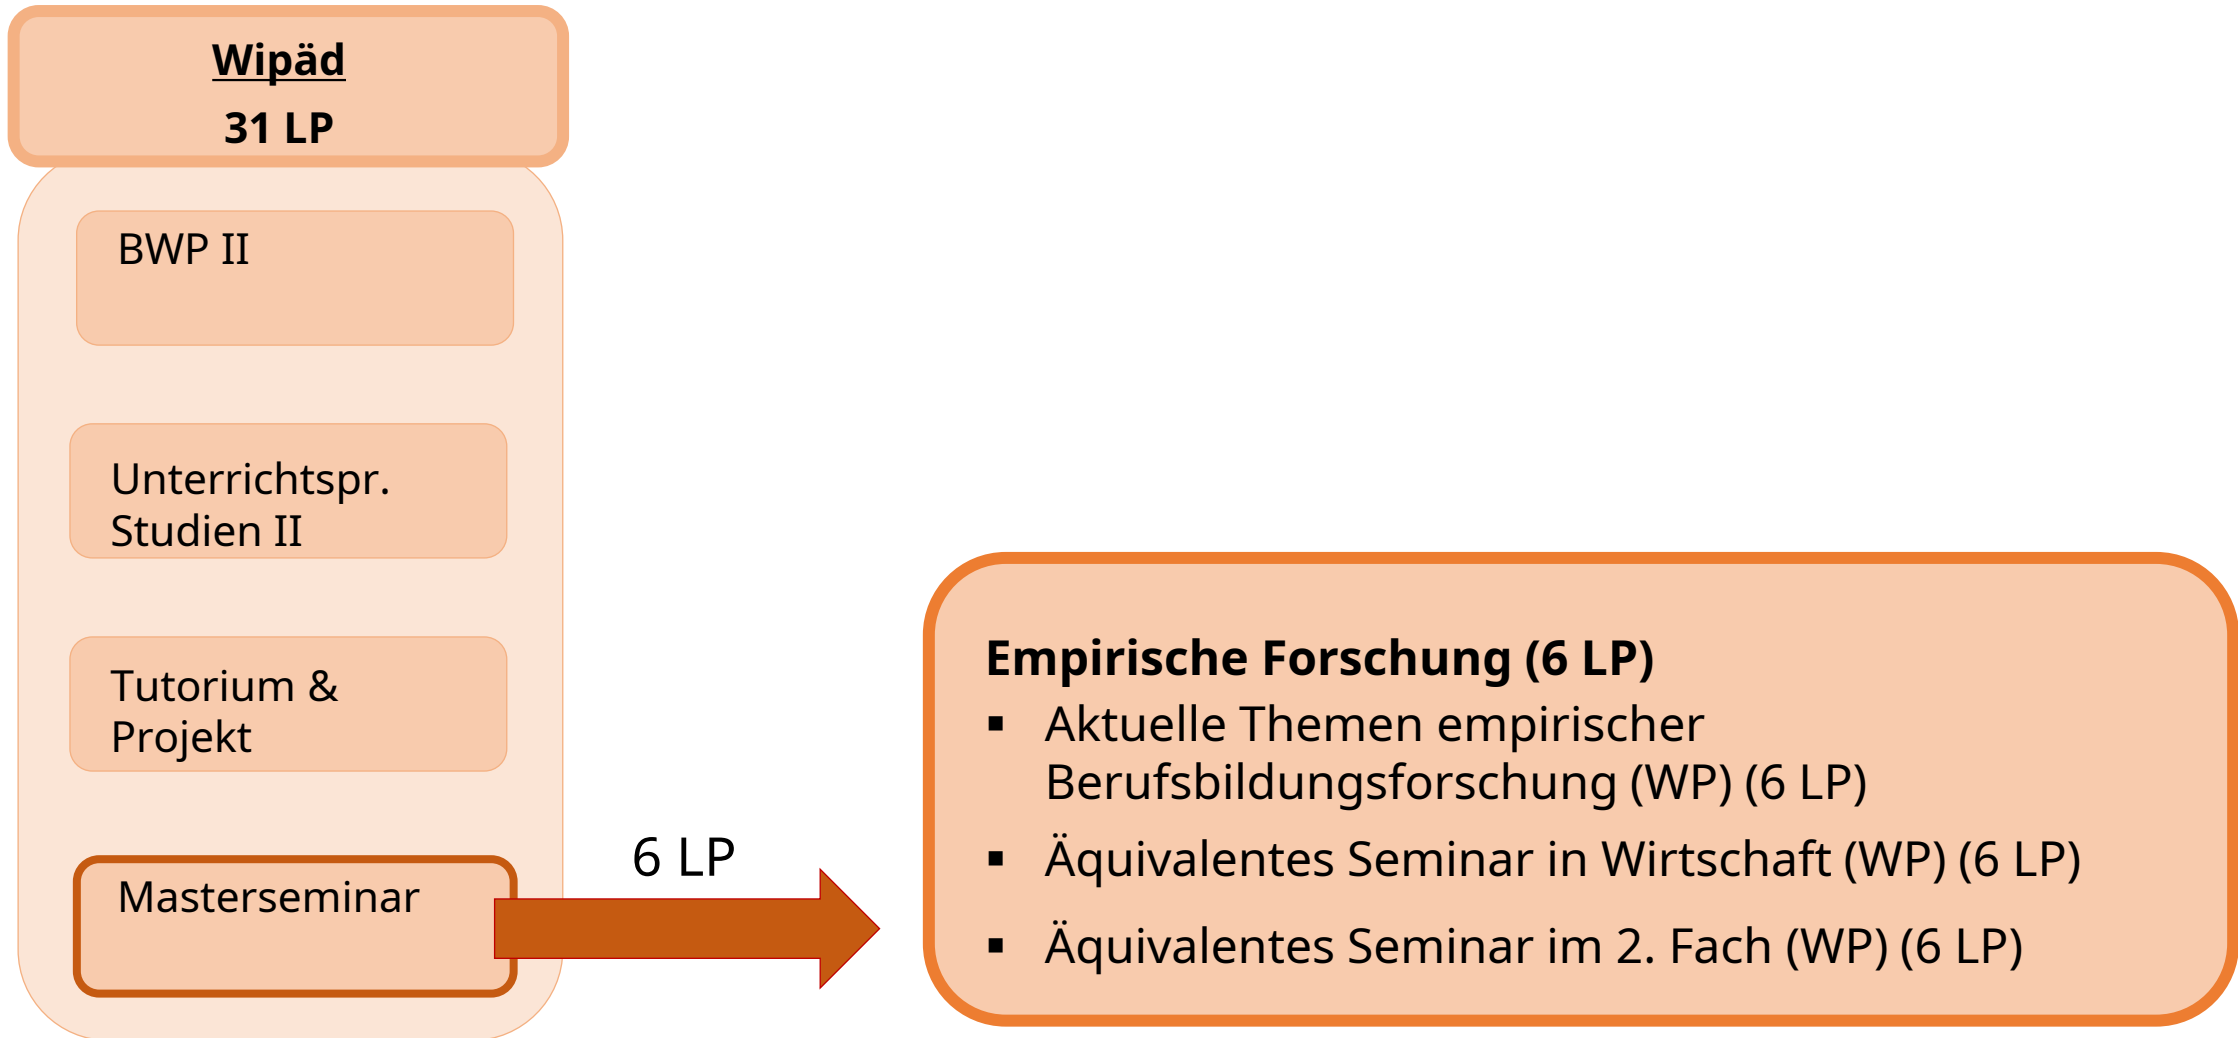 Wipäd
31 LP
BWP II
Unterrichtspr.
Studien II
Tutorium &
Projekt
Masterseminar
6 LP
Empirische Forschung (6 LP)
▪ Aktuelle Themen empirischer
Berufsbildungsforschung (WP) (6 LP)
▪ Äquivalentes Seminar in Wirtschaft (WP) (6 LP)
▪ Äquivalentes Seminar im 2. Fach (WP) (6 LP)